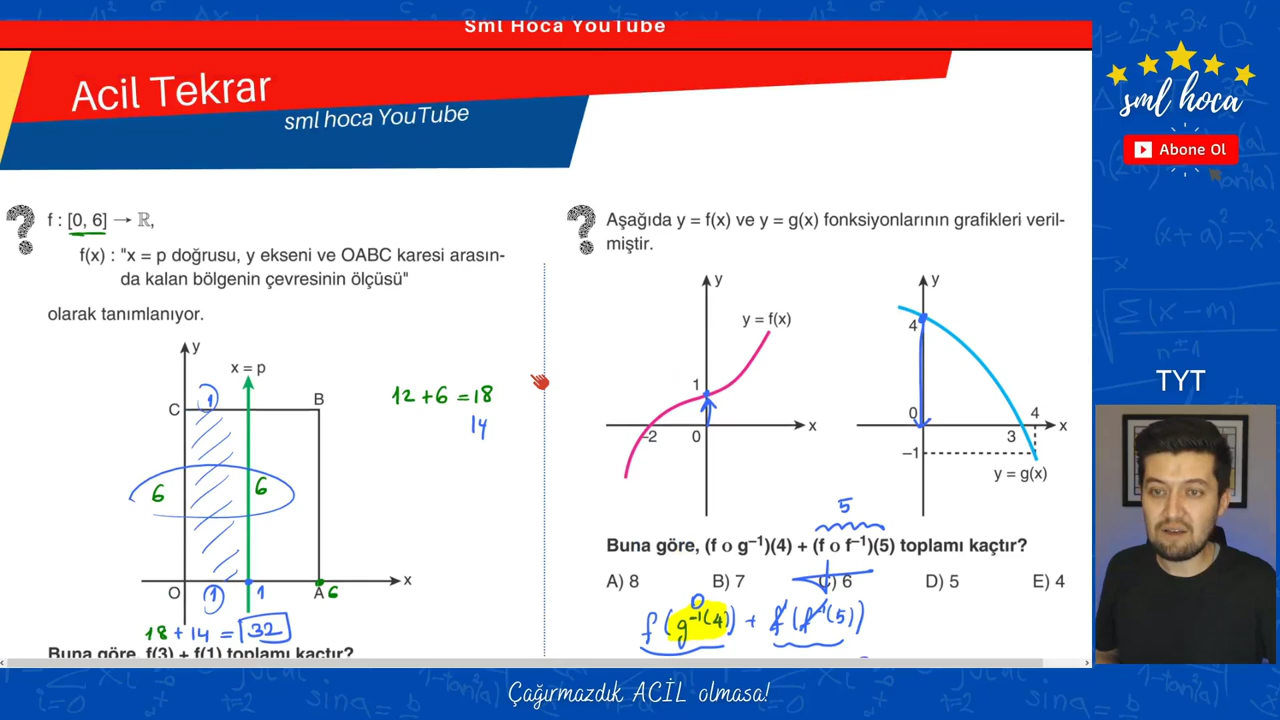 Sml Hoca YouTube
Acil Tekrar
sml hoca YouTube
sml hoca
Abone Ol
TYT
f : [0, 6] → ℝ,
f(x) : "x = p doğrusu, y ekseni ve OABC karesi arasın-
da kalan bölgenin çevresinin ölçüsü"
olarak tanımlanıyor.
y
x = p
1
C
B
12 + 6 = 18
14
6
6
O
1
1
A 6
x
18 + 14 = 32
Buna göre, f(3) + f(1) toplamı kaçtır?
Aşağıda y = f(x) ve y = g(x) fonksiyonlarının grafikleri veril-
miştir.
y
y = f(x)
1
-2
0
x
y
4
0
3
4
x
-1
y = g(x)
5
Buna göre, (f o g⁻¹)(4) + (f o f⁻¹)(5) toplamı kaçtır?
A) 8 B) 7 C) 6 D) 5 E) 4
0
f(g⁻¹(4)) + f(f⁻¹(5))
Çağırmazdık ACİL olmasa!